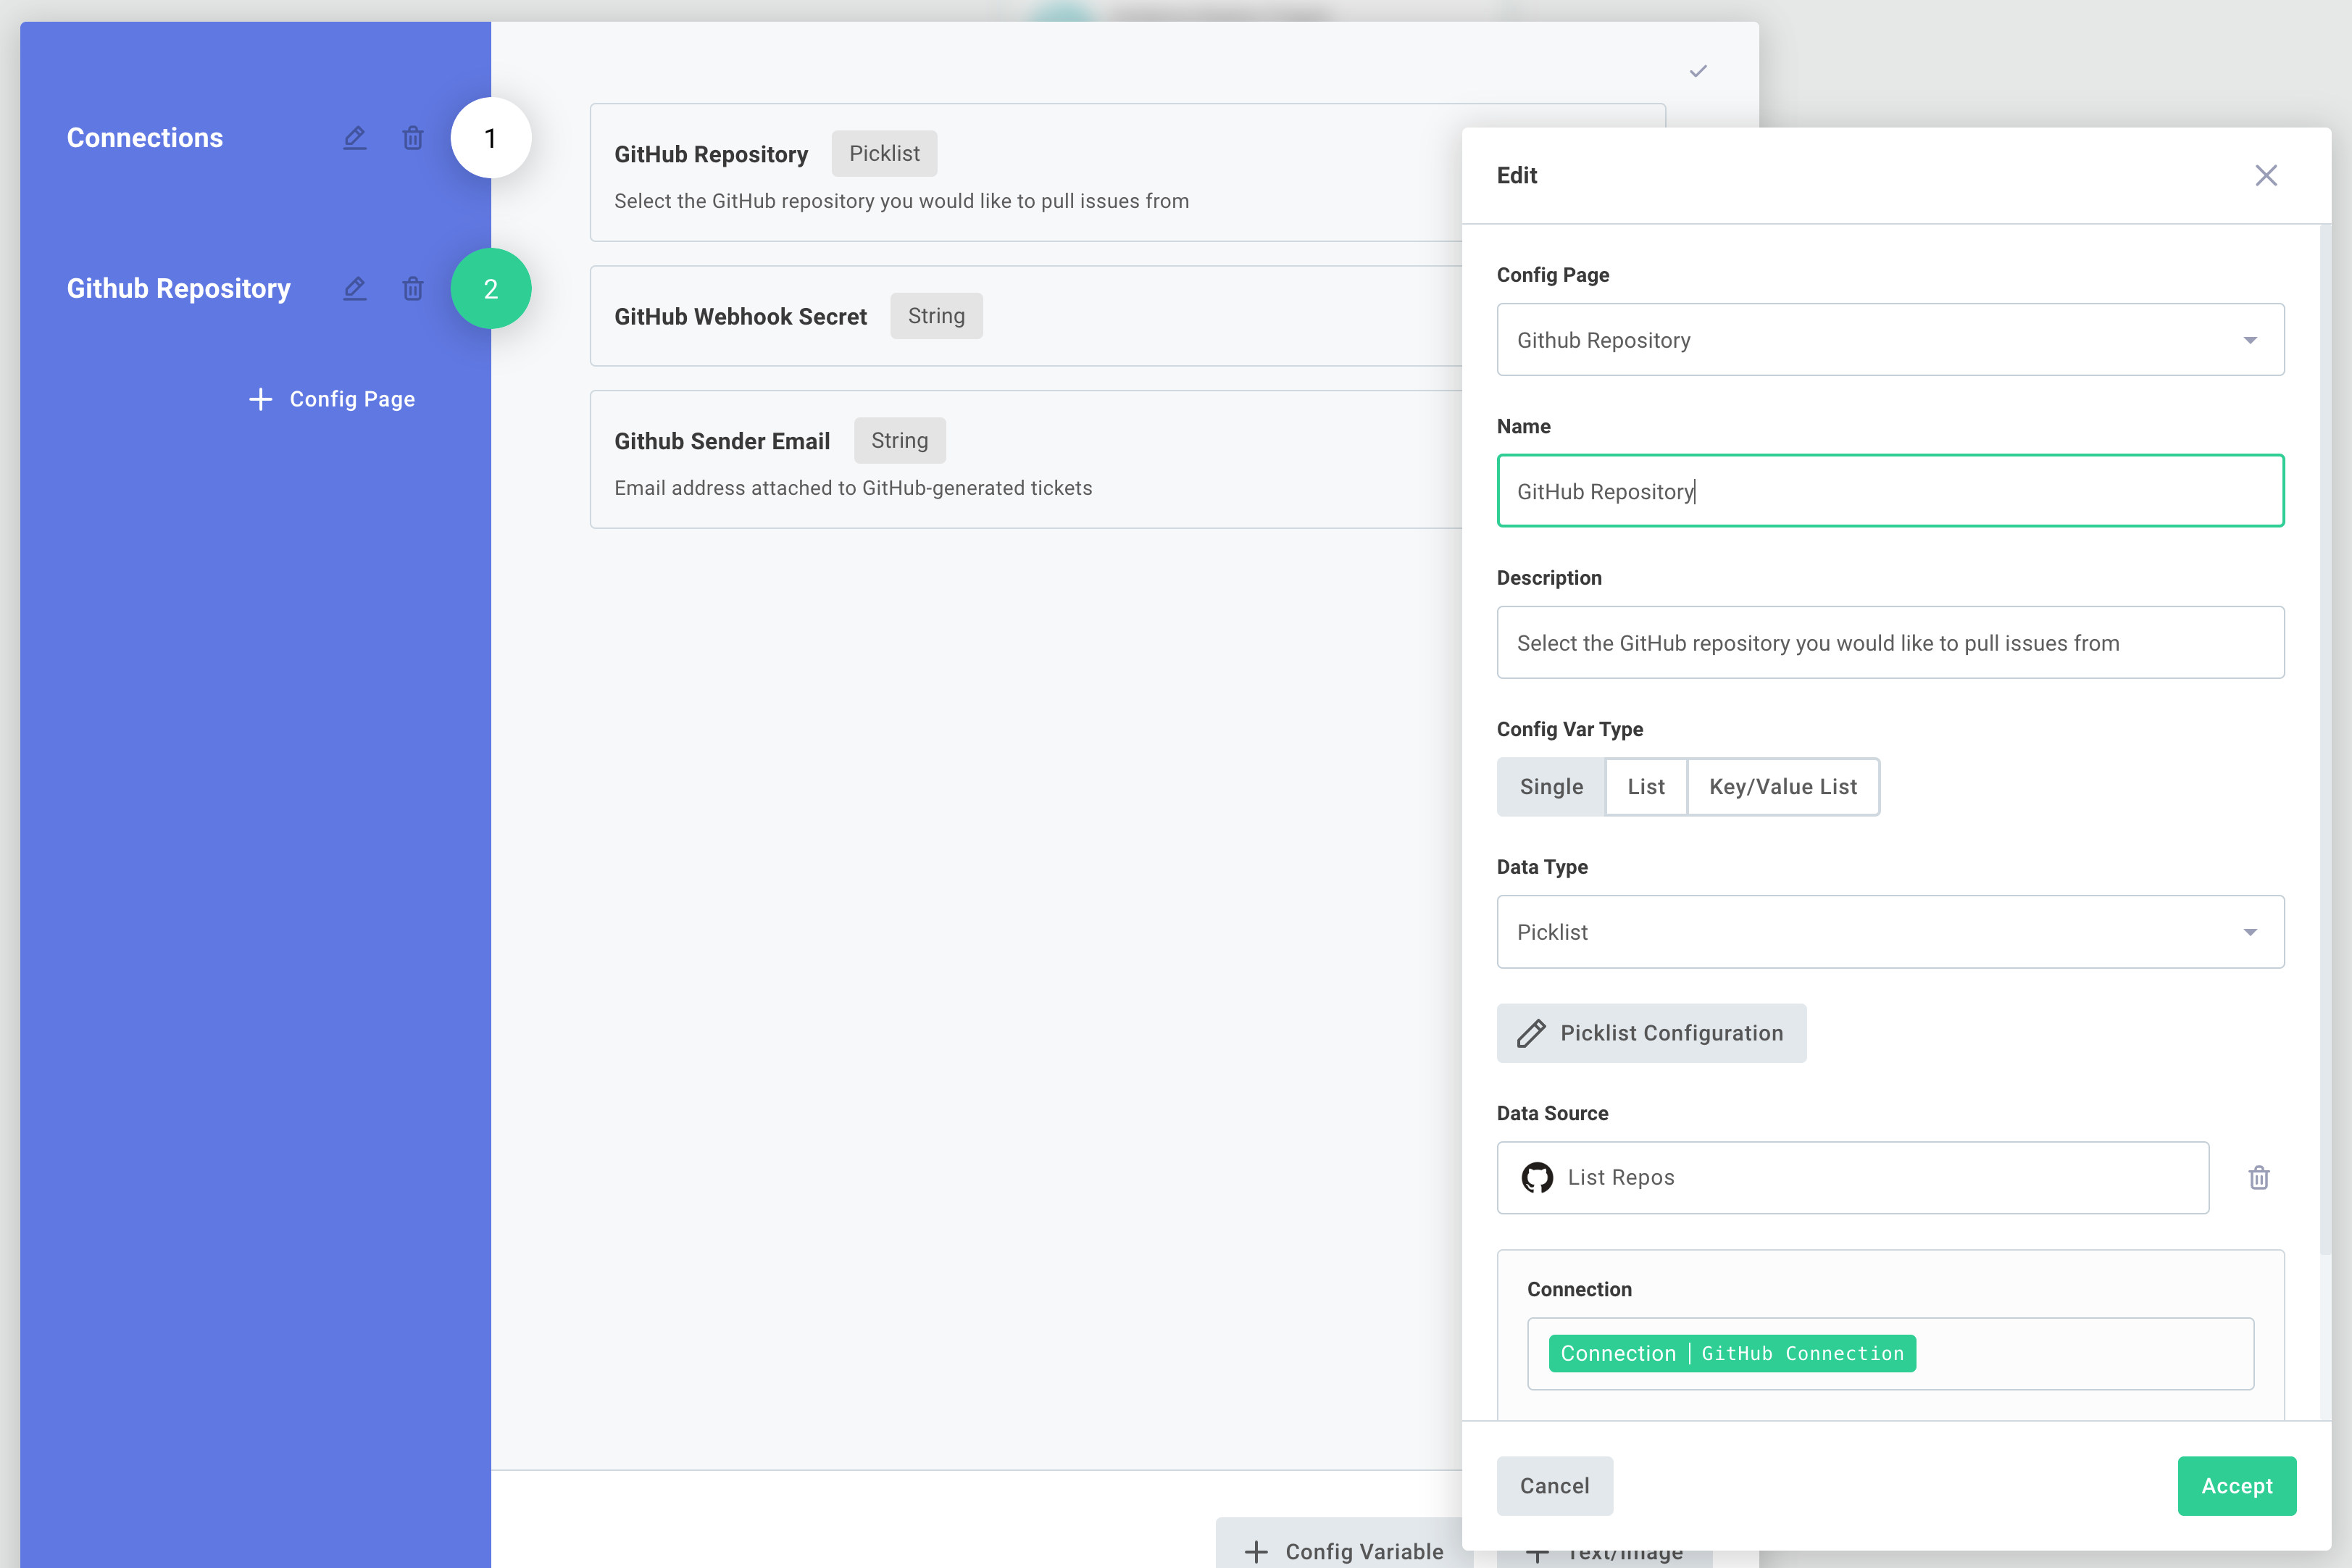 Connections
1
Github Repository
2
Config Page
GitHub Repository Picklist
Select the GitHub repository you would like to pull issues from
GitHub Webhook Secret String
Github Sender Email String
Email address attached to GitHub-generated tickets
Config Variable
Text/Image
Edit
Config Page
Github Repository
Name
GitHub Repository
Description
Select the GitHub repository you would like to pull issues from
Config Var Type
Single List Key/Value List
Data Type
Picklist
Picklist Configuration
Data Source
List Repos
Connection
Connection | GitHub Connection
Cancel Accept